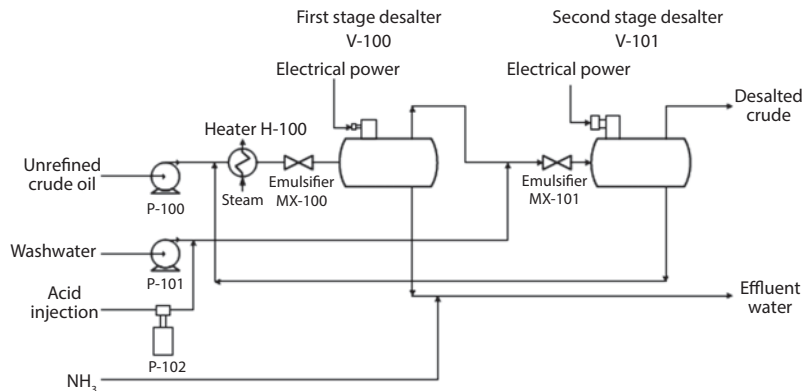 First stage desalter
V-100
Second stage desalter
V-101
Electrical power
Electrical power
Desalted
crude
Heater H-100
Unrefined
crude oil
P-100
Steam
Emulsifier
MX-100
Emulsifier
MX-101
Washwater
P-101
Acid
injection
P-102
Effluent
water
NH3